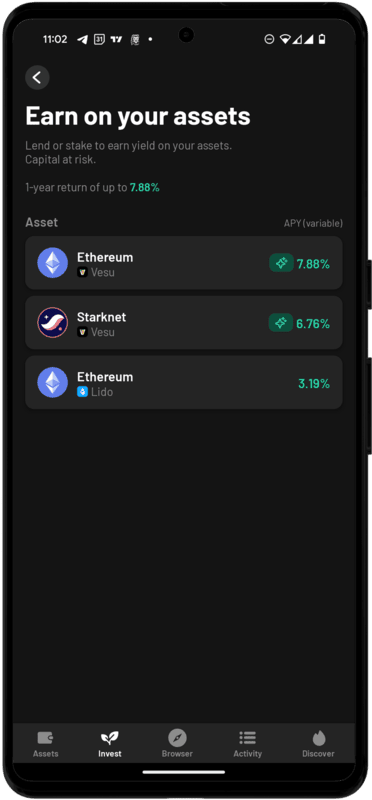 11:02
31
Earn on your assets
Lend or stake to earn yield on your assets.
Capital at risk.
1-year return of up to 7.88%
Asset APY (variable)
Ethereum
Vesu
7.88%
Starknet
Vesu
6.76%
Ethereum
Lido
3.19%
Assets Invest Browser Activity Discover